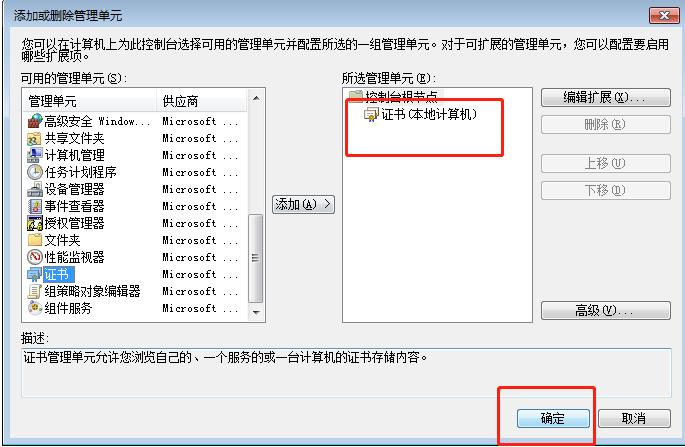 添加或删除管理单元
您可以在计算机上为此控制台选择可用的管理单元并配置所选的一组管理单元。对于可扩展的管理单元，您可以配置要启用
哪些扩展项。
可用的管理单元(S):
所选管理单元(E):
管理单元 供应商
高级安全 Window... Microsoft ...
共享文件夹 Microsoft ...
计算机管理 Microsoft ...
任务计划程序 Microsoft ...
设备管理器 Microsoft ...
事件查看器 Microsoft ...
授权管理器 Microsoft ...
文件夹 Microsoft ...
性能监视器 Microsoft ...
证书 Microsoft ...
组策略对象编辑器 Microsoft ...
组件服务 Microsoft ...
添加(A) >
控制台根节点
证书(本地计算机)
编辑扩展(X)...
删除(R)
上移(U)
下移(D)
高级(V)...
描述:
证书管理单元允许您浏览自己的、一个服务的或一台计算机的证书存储内容。
确定
取消